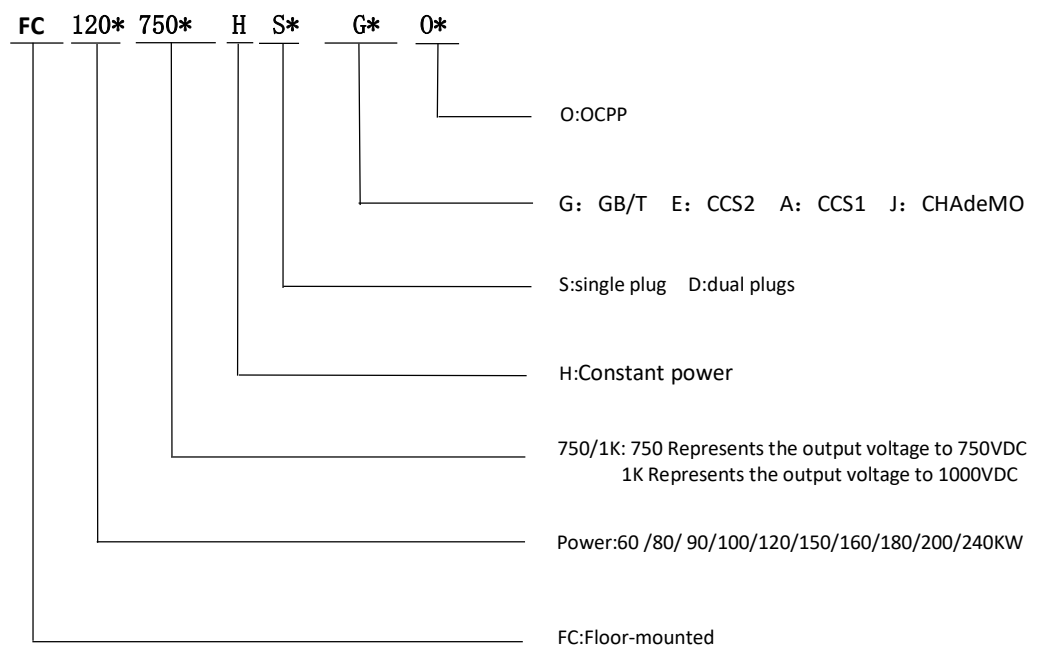 FC 120* 750* H S* G* O*
O:OCPP
G：GB/T E：CCS2 A：CCS1 J：CHAdeMO
S:single plug D:dual plugs
H:Constant power
750/1K: 750 Represents the output voltage to 750VDC
1K Represents the output voltage to 1000VDC
Power:60 /80/ 90/100/120/150/160/180/200/240KW
FC:Floor-mounted